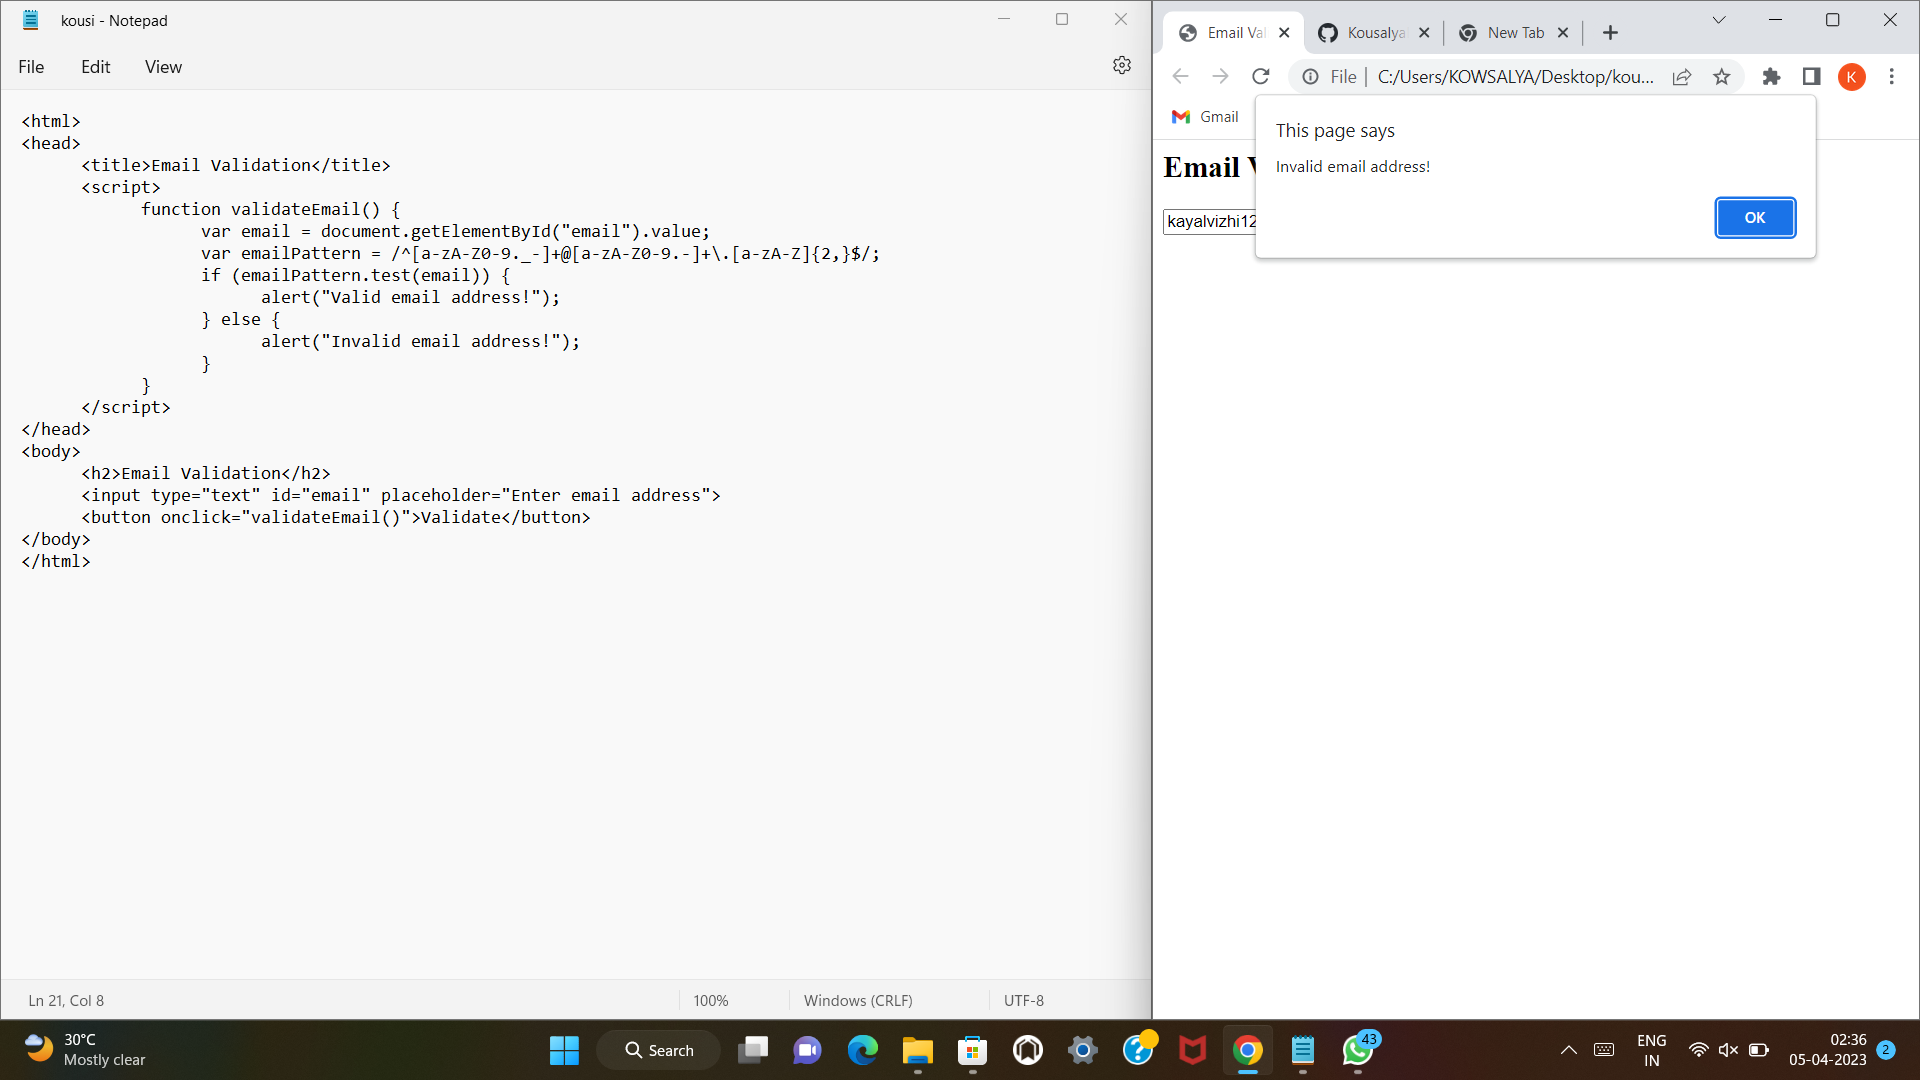 kousi - Notepad
File Edit View
<html>
<head>
<title>Email Validation</title>
<script>
function validateEmail() {
var email = document.getElementById("email").value;
var emailPattern = /^[a-zA-Z0-9._-]+@[a-zA-Z0-9.-]+\.[a-zA-Z]{2,}$/;
if (emailPattern.test(email)) {
alert("Valid email address!");
} else {
alert("Invalid email address!");
}
}
</script>
</head>
<body>
<h2>Email Validation</h2>
<input type="text" id="email" placeholder="Enter email address">
<button onclick="validateEmail()">Validate</button>
</body>
</html>
Ln 21, Col 8 100% Windows (CRLF) UTF-8
Email Val Kousalya New Tab
File C:/Users/KOWSALYA/Desktop/kou... K
Gmail
This page says
Invalid email address!
OK
Email V
kayalvizhi12
30°C
Mostly clear
Search
43
ENG
IN
02:36
05-04-2023
2